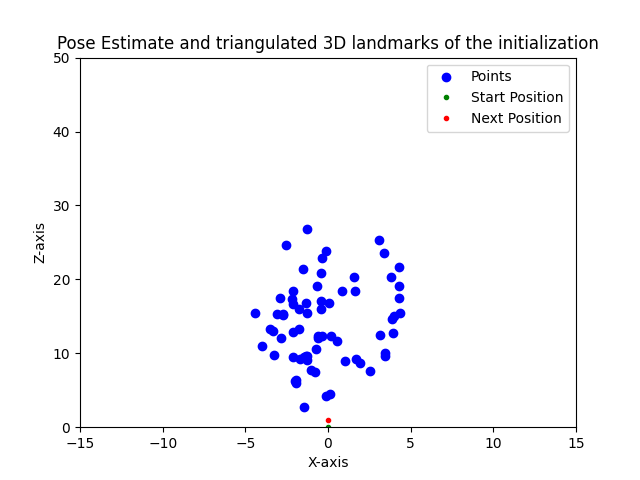 Pose Estimate and triangulated 3D landmarks of the initialization
50
40
30
20
10
0
Z-axis
Points
Start Position
Next Position
−15
−10
−5
0
5
10
15
X-axis